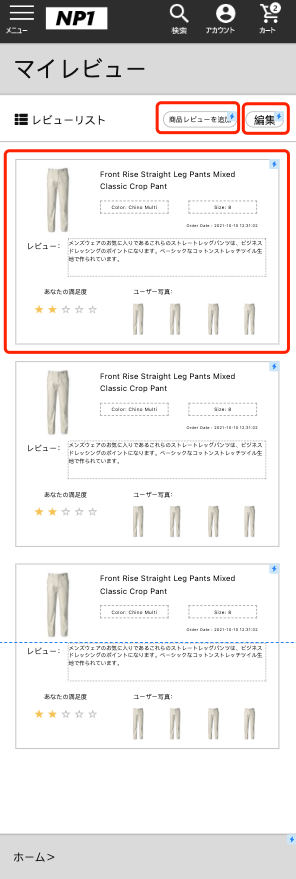 NP1
2
メニュー
検索
アカウント
カート
マイレビュー
レビューリスト
商品レビューを追加
編集
Front Rise Straight Leg Pants Mixed
Classic Crop Pant
Color: Chino Multi
Size: 8
Order Date : 2021-10-10 12:31:02
レビュー：
メンズウェアのお気に入りであるこれらのストレートレッグパンツは、ビジネス
ドレッシングのポイントになります。ベーシックなコットンストレッチツイル生
地で作られています。
あなたの満足度
ユーザー写真：
Front Rise Straight Leg Pants Mixed
Classic Crop Pant
Color: Chino Multi
Size: 8
Order Date : 2021-10-10 12:31:02
レビュー：
メンズウェアのお気に入りであるこれらのストレートレッグパンツは、ビジネス
ドレッシングのポイントになります。ベーシックなコットンストレッチツイル生
地で作られています。
あなたの満足度
ユーザー写真：
Front Rise Straight Leg Pants Mixed
Classic Crop Pant
Color: Chino Multi
Size: 8
Order Date : 2021-10-10 12:31:02
レビュー：
メンズウェアのお気に入りであるこれらのストレートレッグパンツは、ビジネス
ドレッシングのポイントになります。ベーシックなコットンストレッチツイル生
地で作られています。
あなたの満足度
ユーザー写真：
ホーム＞